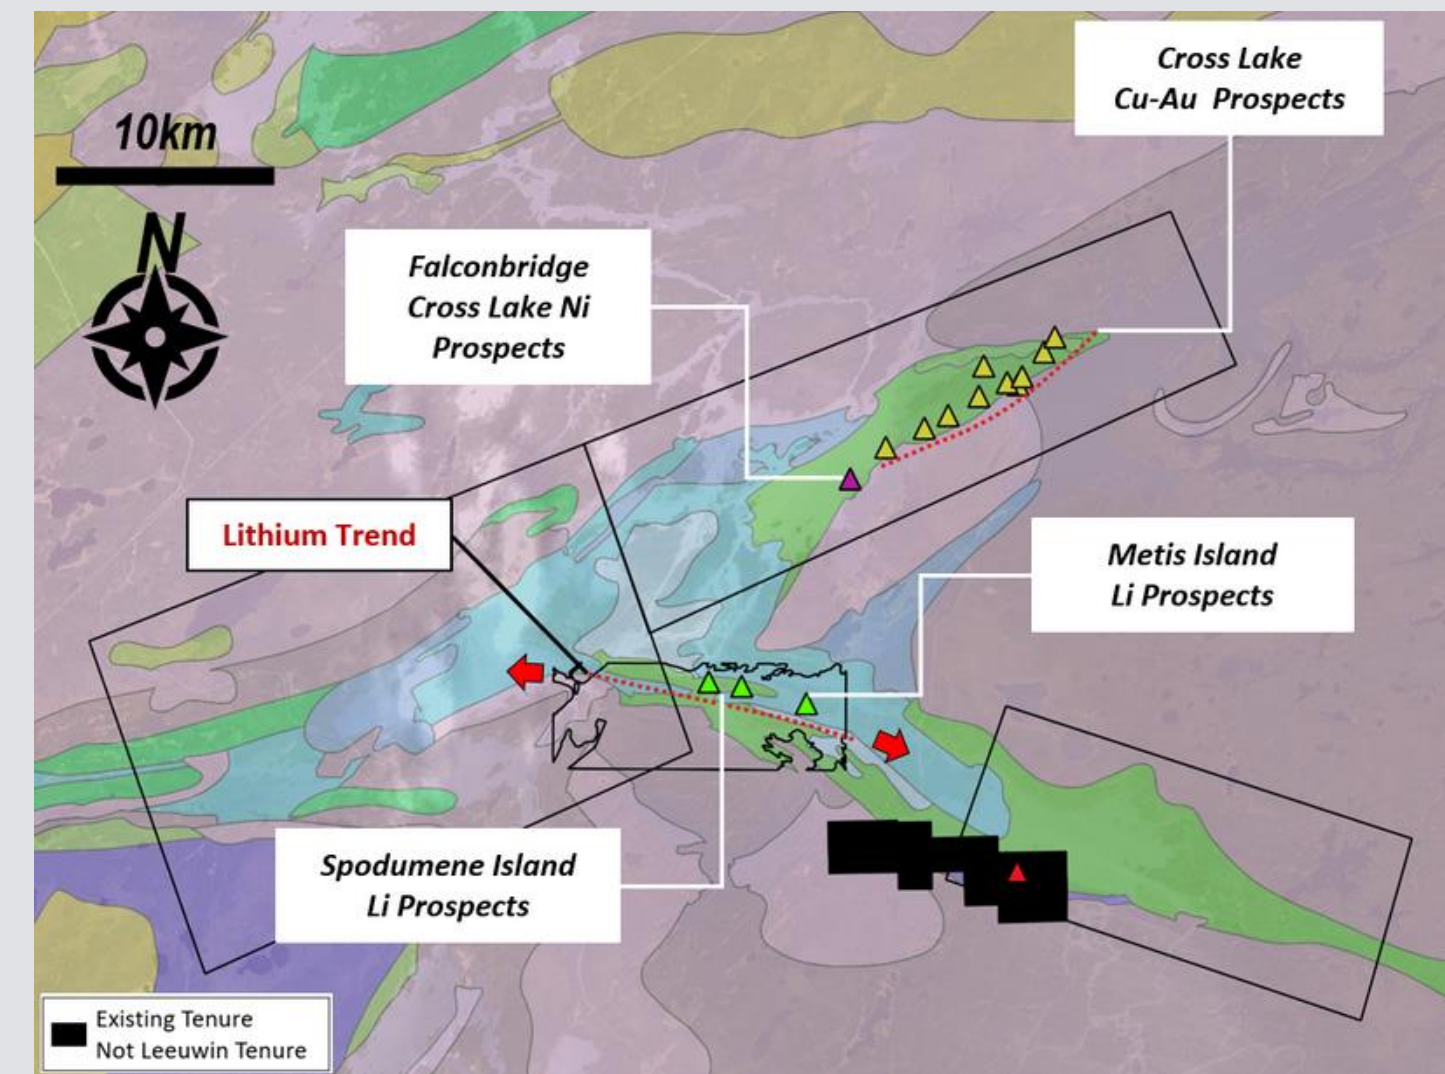 Cross Lake
Cu-Au Prospects
10km
N
Falconbridge
Cross Lake Ni
Prospects
Lithium Trend
Metis Island
Li Prospects
Spodumene Island
Li Prospects
Existing Tenure
Not Leeuwin Tenure